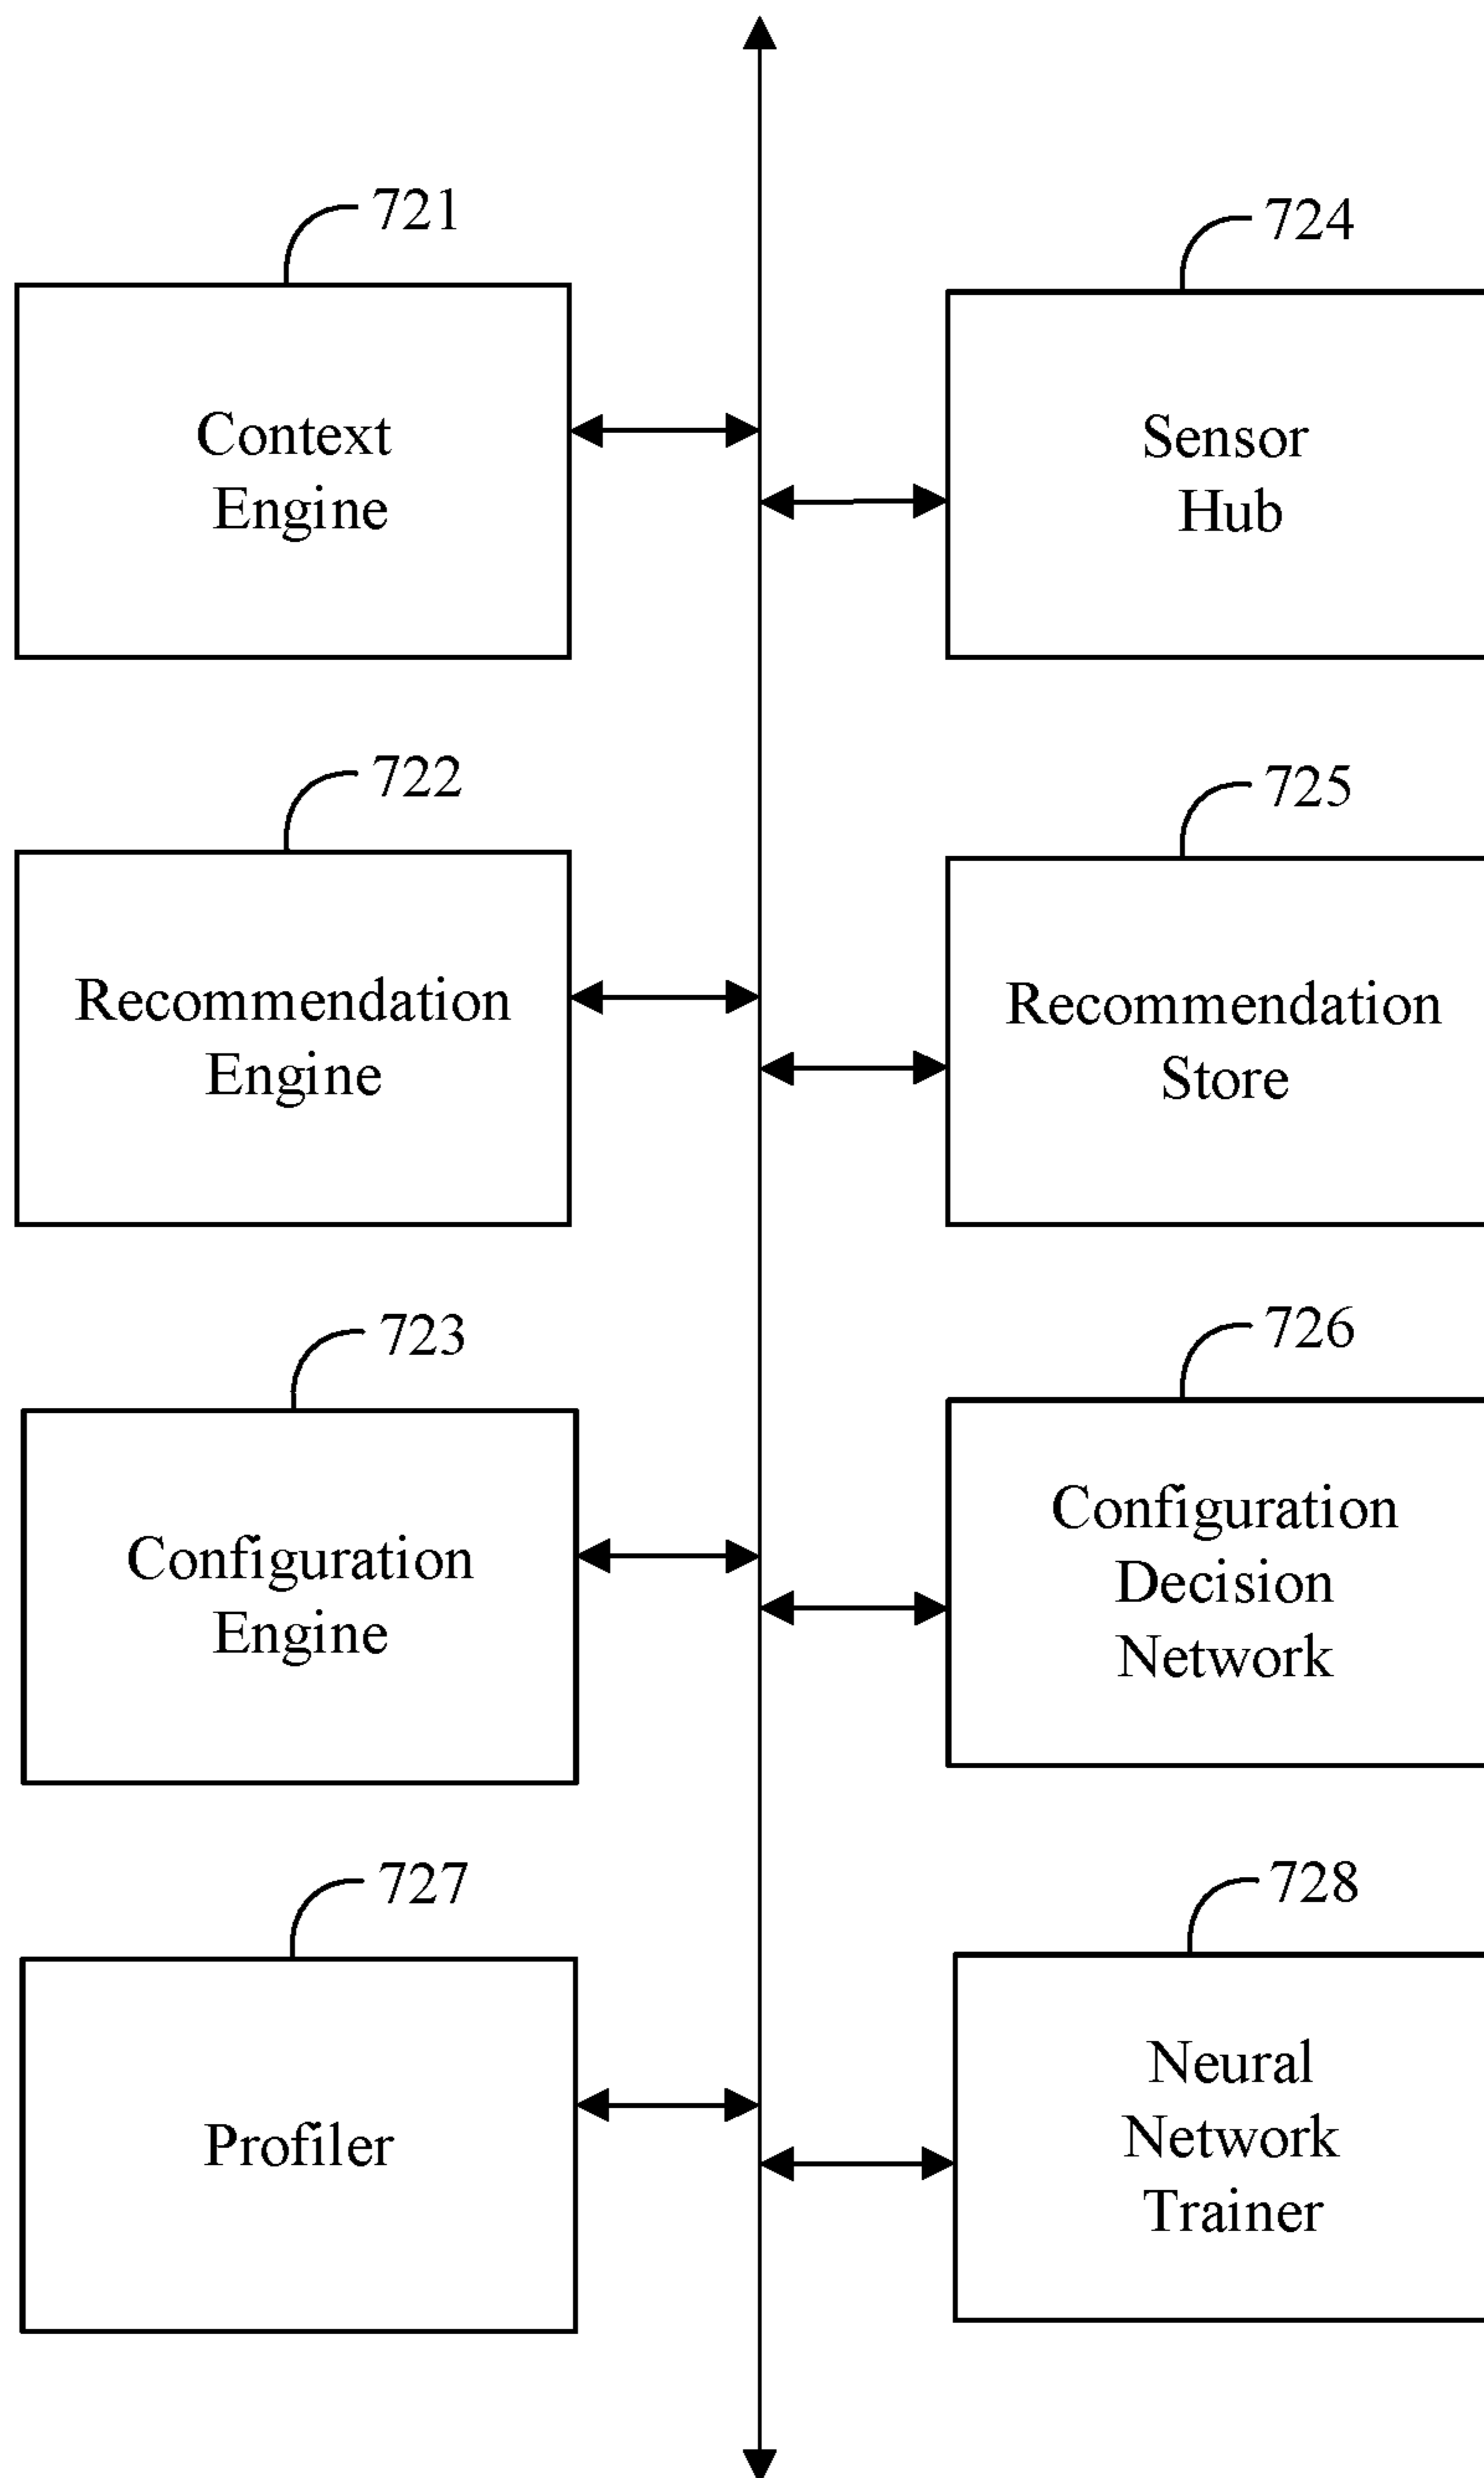 721
Context
Engine
724
Sensor
Hub
722
Recommendation
Engine
725
Recommendation
Store
723
Configuration
Engine
726
Configuration
Decision
Network
727
Profiler
728
Neural
Network
Trainer